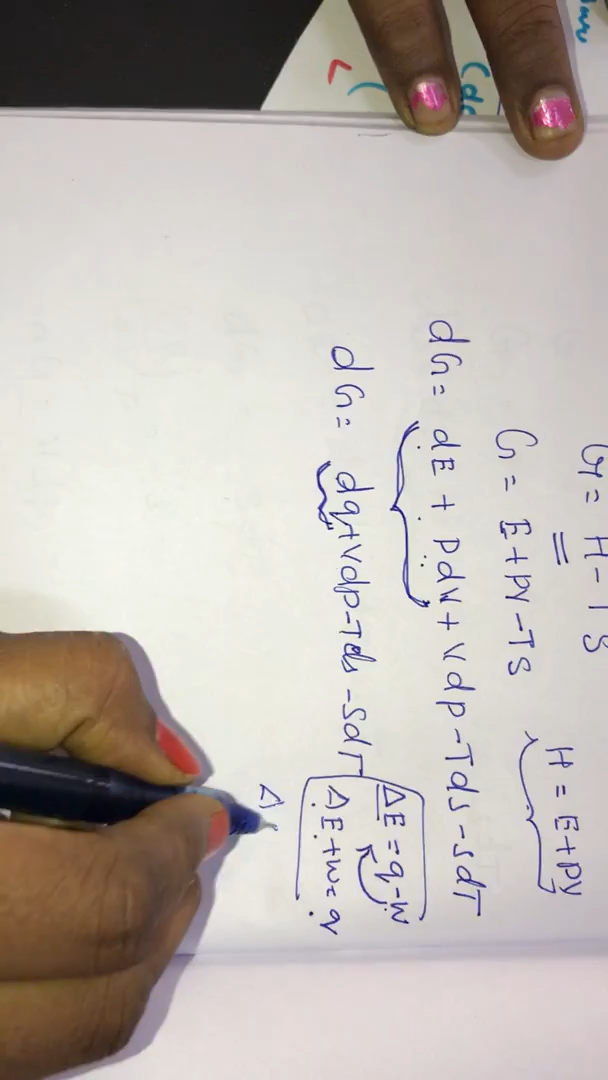 G = H - TS
H = E + PV
G = E + PV - TS
dG = dE + Pdv + Vdp - Tds - SdT
dG = dq + Vdp - Tds - SdT
ΔE = q - w
ΔE + w = q
Δ